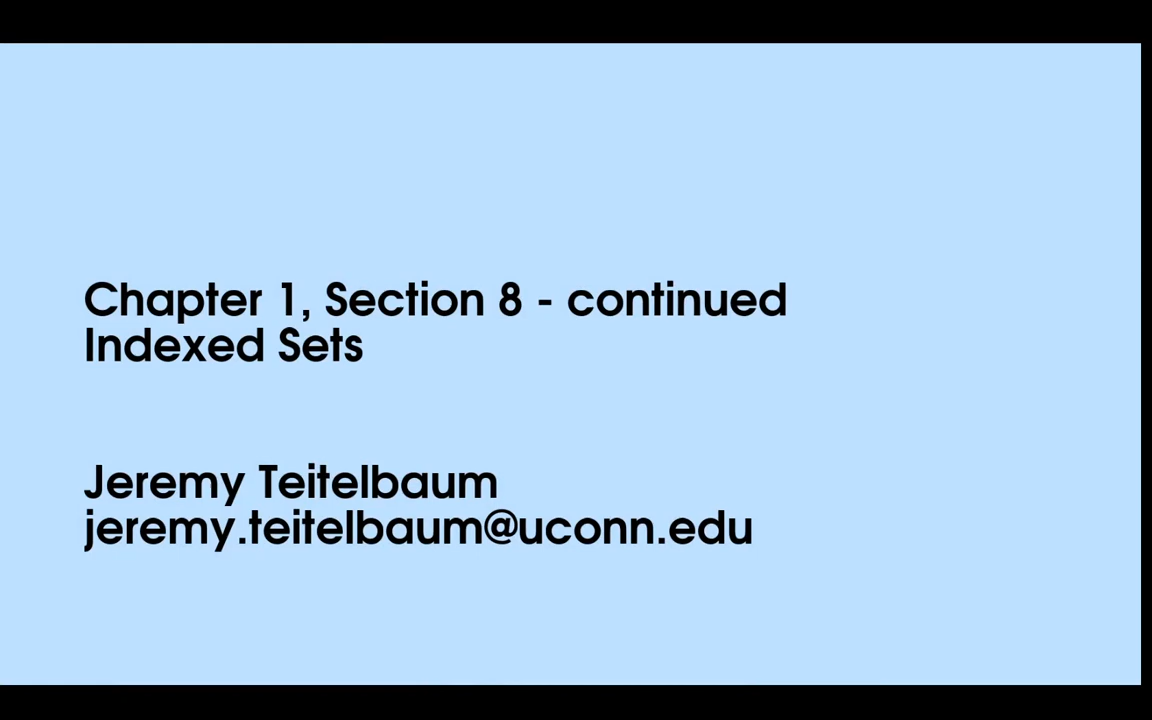 Chapter 1, Section 8 - continued
Indexed Sets
Jeremy Teitelbaum
jeremy.teitelbaum@uconn.edu